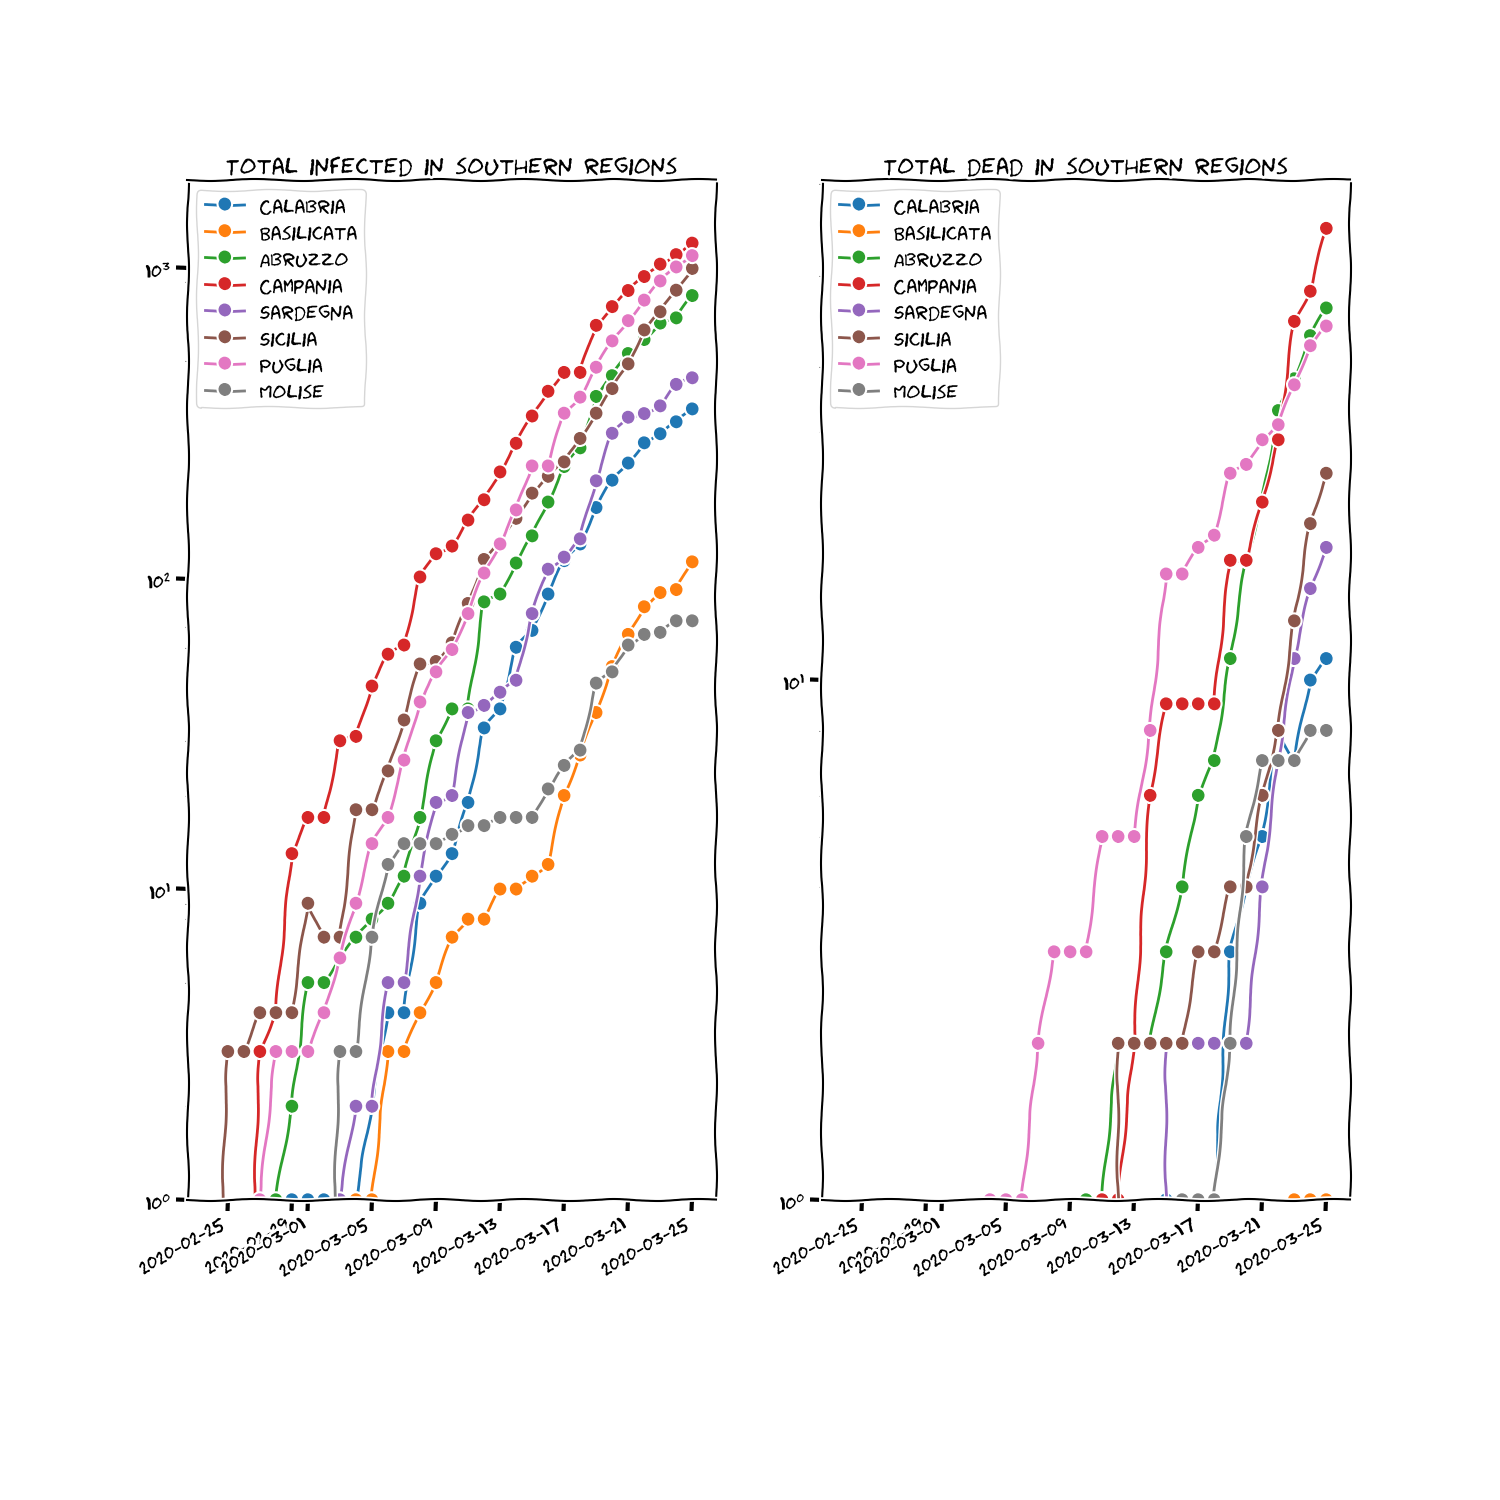 TOTAL INFECTED IN SOUTHERN REGIONS
CALABRIA
BASILICATA
ABRUZZO
CAMPANIA
SARDEGNA
SICILIA
PUGLIA
MOLISE
10³
10²
10¹
10⁰
2020-02-25
2020-03-01
2020-03-05
2020-03-09
2020-03-13
2020-03-17
2020-03-21
2020-03-25
TOTAL DEAD IN SOUTHERN REGIONS
CALABRIA
BASILICATA
ABRUZZO
CAMPANIA
SARDEGNA
SICILIA
PUGLIA
MOLISE
10¹
10⁰
2020-02-25
2020-03-01
2020-03-05
2020-03-09
2020-03-13
2020-03-17
2020-03-21
2020-03-25